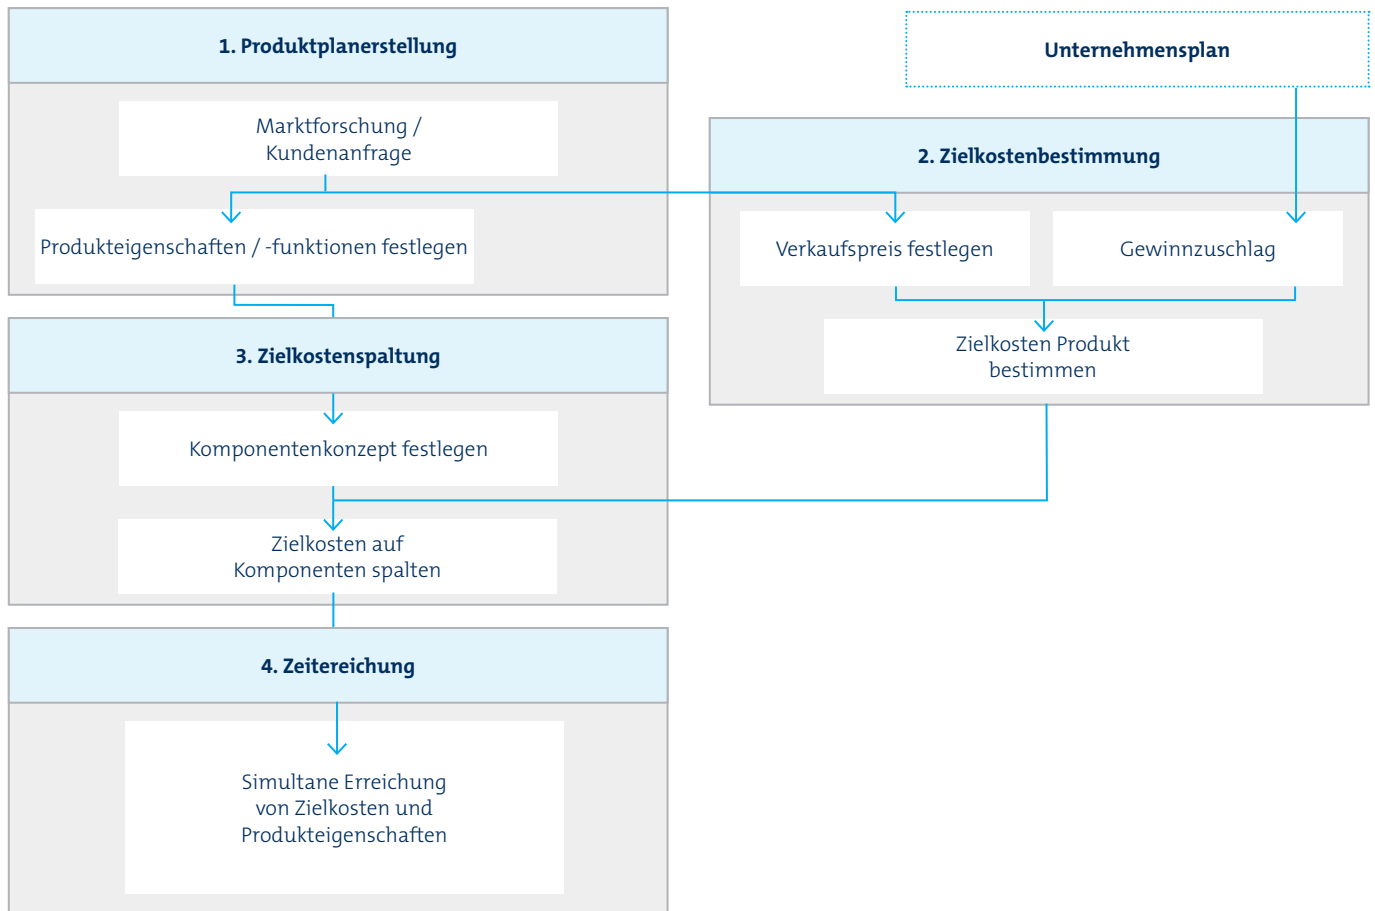 1. Produktplanerstellung
Marktforschung /
Kundenanfrage
Produkteigenschaften / -funktionen festlegen
Unternehmensplan
2. Zielkostenbestimmung
Verkaufspreis festlegen
Gewinnzuschlag
Zielkosten Produkt
bestimmen
3. Zielkostenspaltung
Komponentenkonzept festlegen
Zielkosten auf
Komponenten spalten
4. Zeitereichung
Simultane Erreichung
von Zielkosten und
Produkteigenschaften